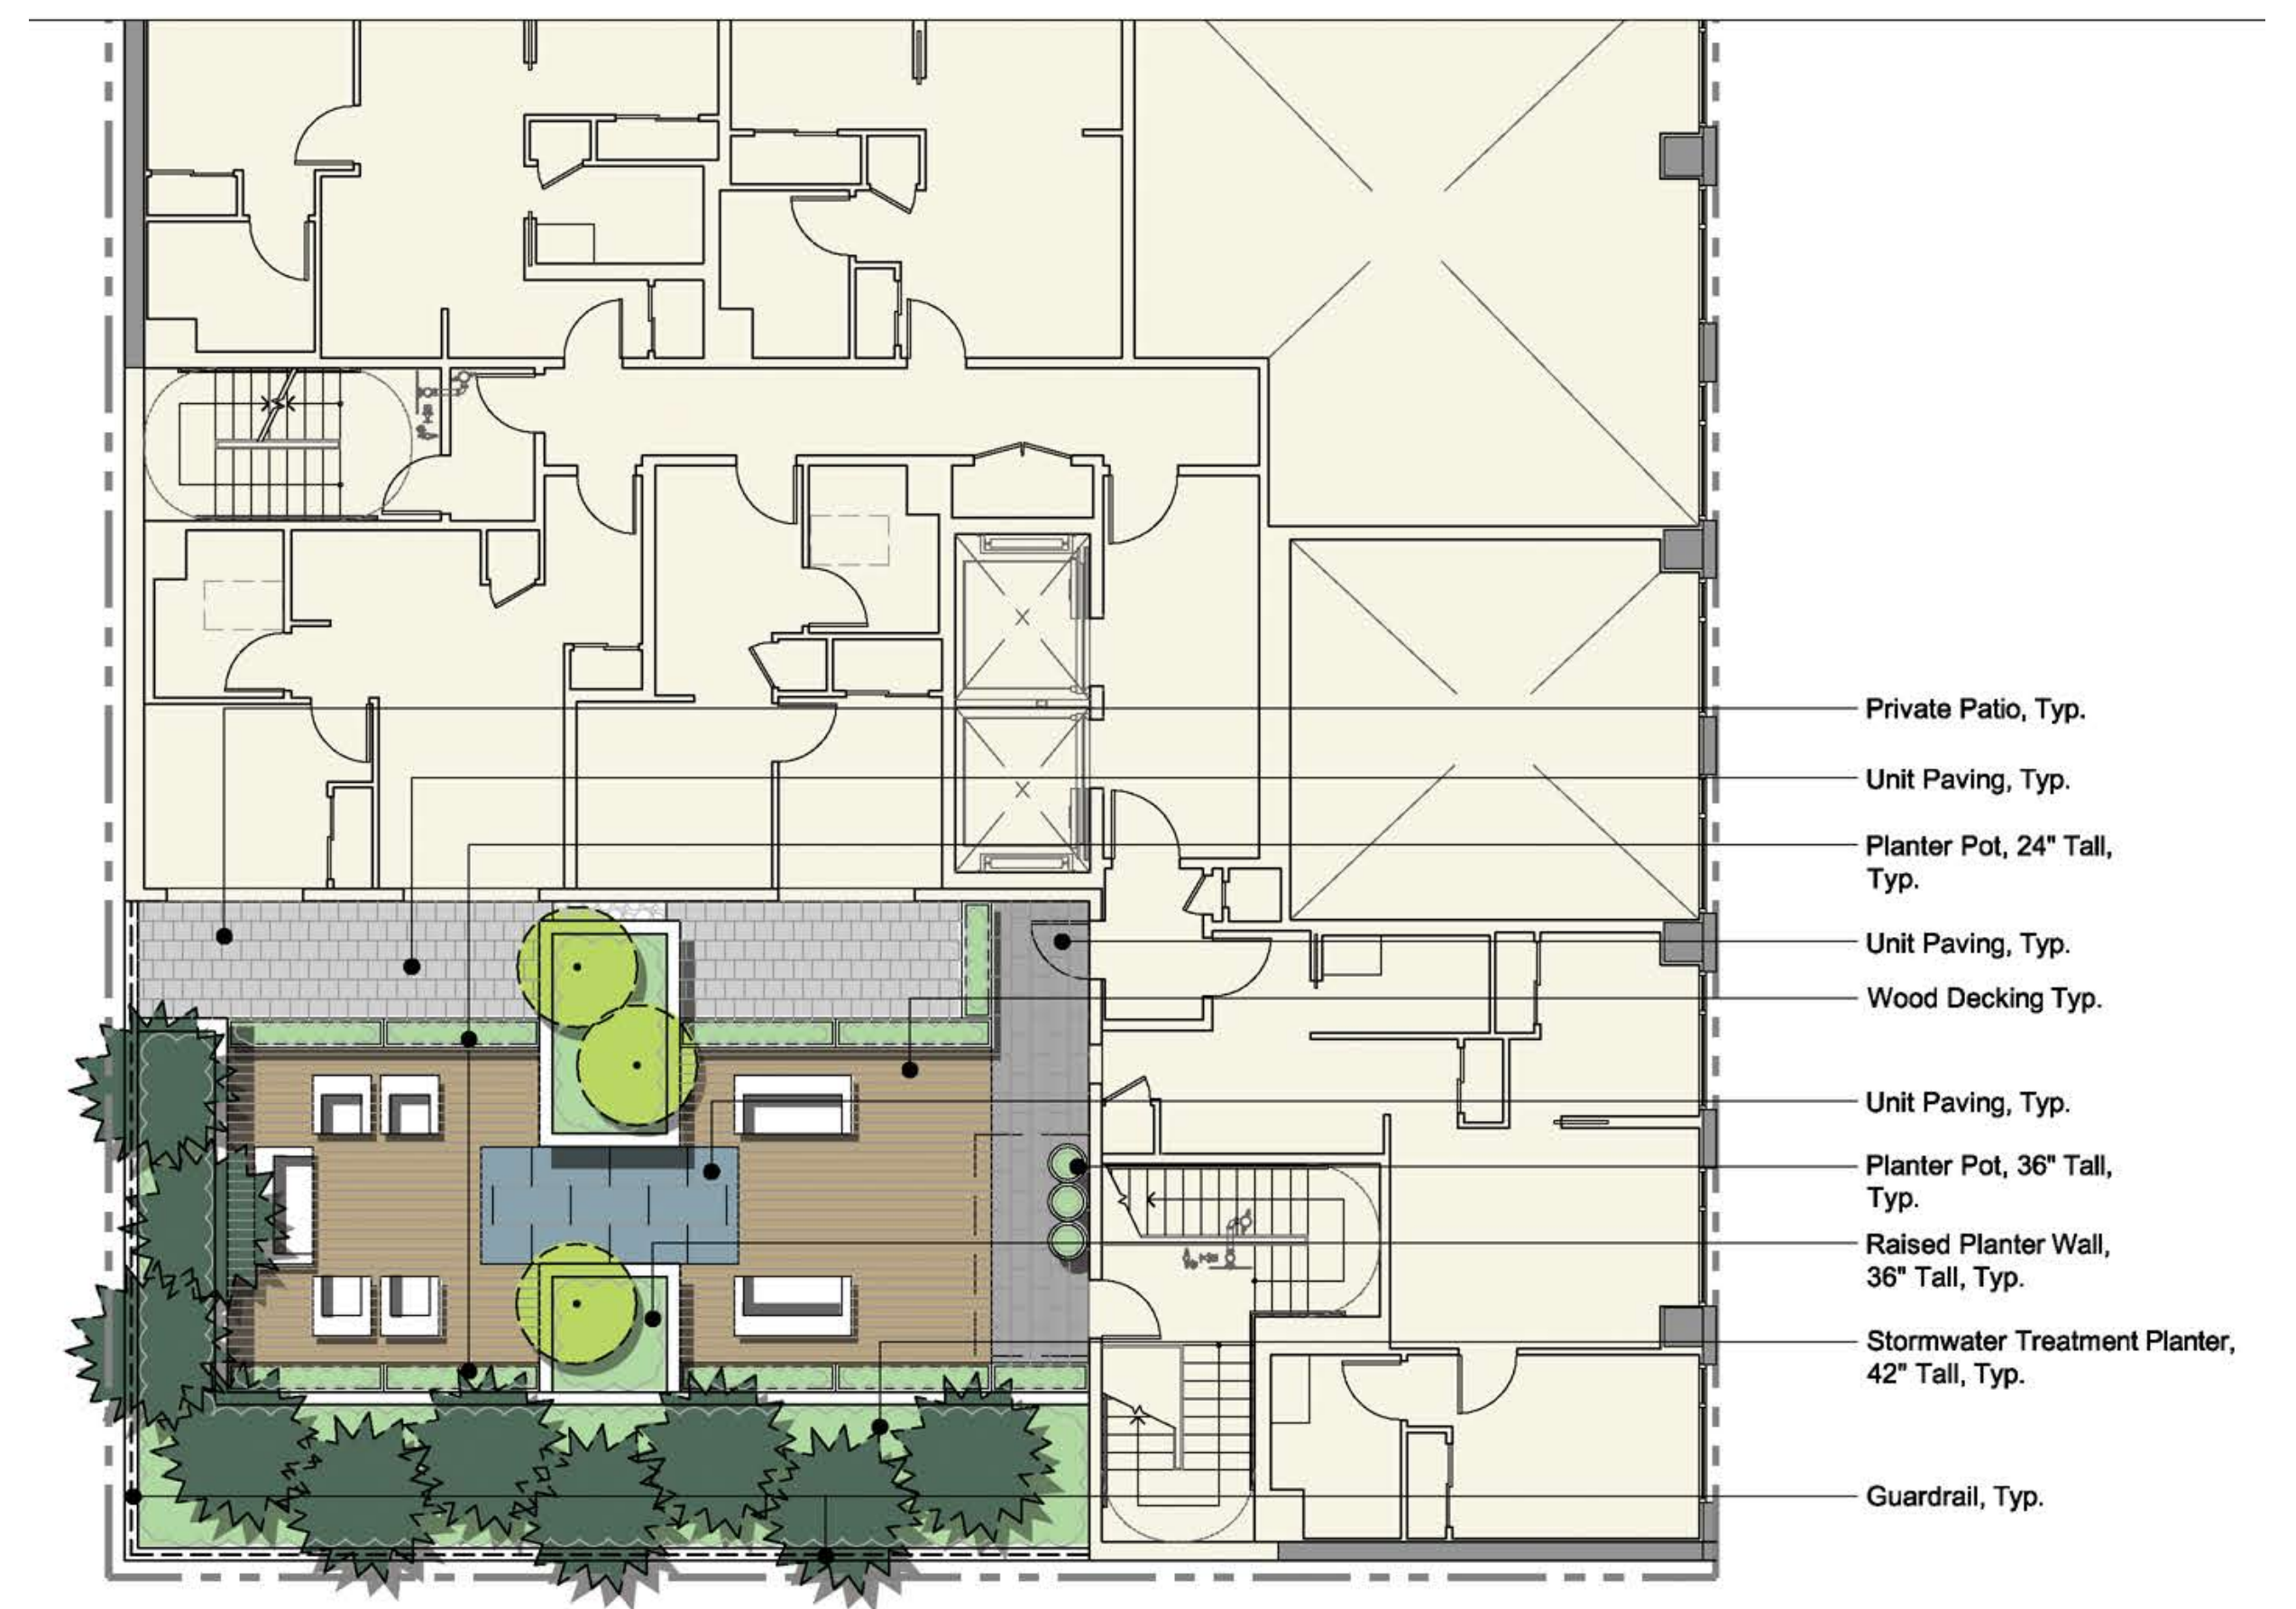 Private Patio, Typ.
Unit Paving, Typ.
Planter Pot, 24" Tall,
Typ.
Unit Paving, Typ.
Wood Decking Typ.
Unit Paving, Typ.
Planter Pot, 36" Tall,
Typ.
Raised Planter Wall,
36" Tall, Typ.
Stormwater Treatment Planter,
42" Tall, Typ.
Guardrail, Typ.